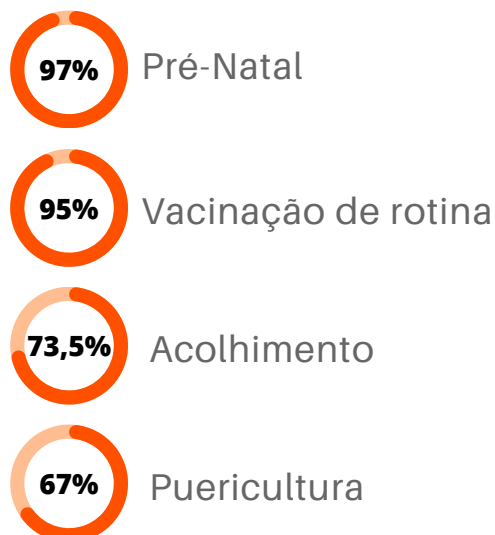 97% Pré-Natal
95% Vacinação de rotina
73,5% Acolhimento
67% Puericultura